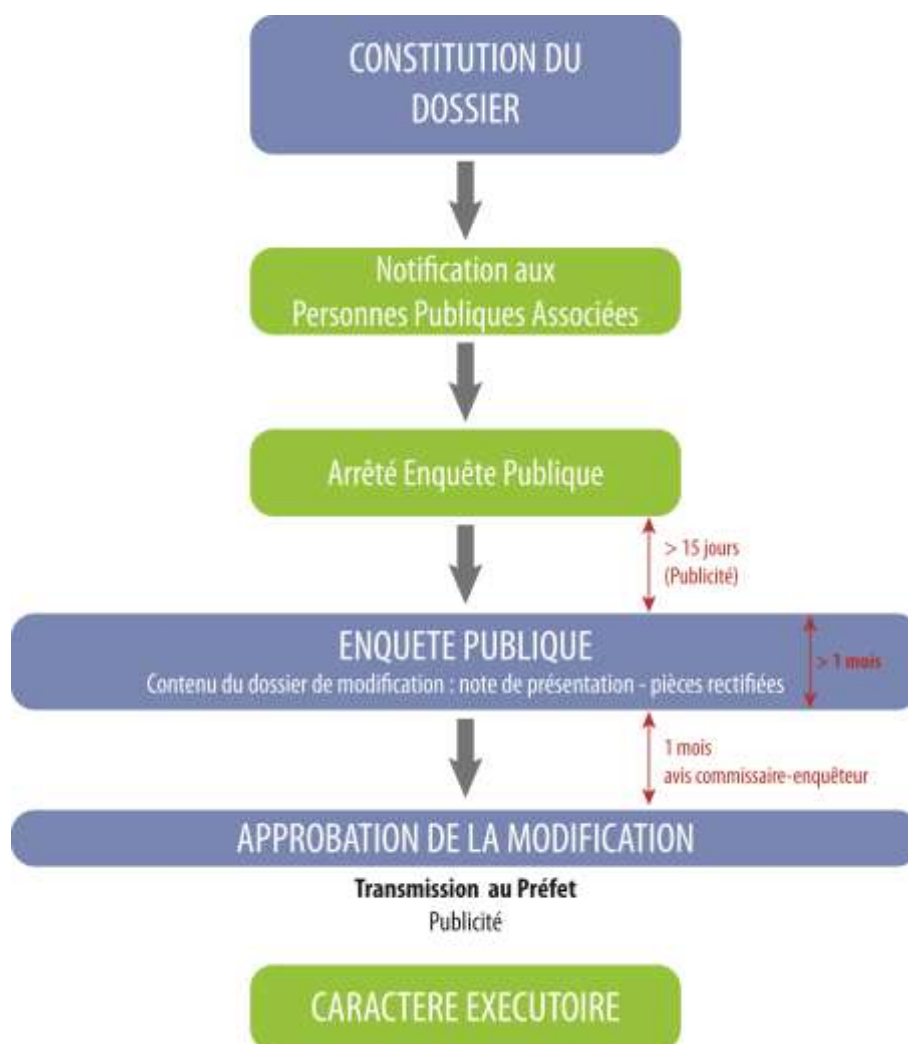 CONSTITUTION DU
DOSSIER
Notification aux
Personnes Publiques Associées
Arrêté Enquête Publique
> 15 jours
(Publicité)
ENQUETE PUBLIQUE
Contenu du dossier de modification : note de présentation - pièces rectifiées
> 1 mois
1 mois
avis commissaire-enquêteur
APPROBATION DE LA MODIFICATION
Transmission au Préfet
Publicité
CARACTERE EXECUTOIRE